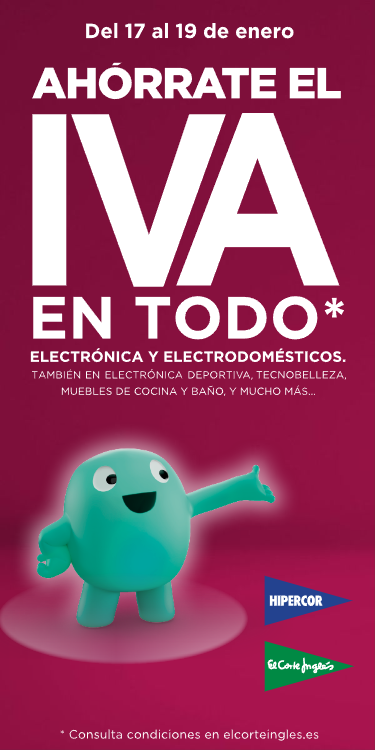 Del 17 al 19 de enero
AHÓRRATE EL
IVA
EN TODO*
ELECTRÓNICA Y ELECTRODOMÉSTICOS.
TAMBIÉN EN ELECTRÓNICA DEPORTIVA, TECNOBELLEZA,
MUEBLES DE COCINA Y BAÑO, Y MUCHO MÁS...
HIPERCOR
El Corte Inglés
* Consulta condiciones en elcorteingles.es